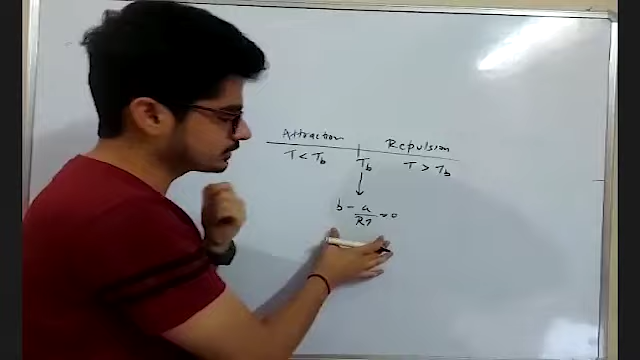 Attraction Repulsion
T < Tb Tb T > Tb
b - a/RT = 0